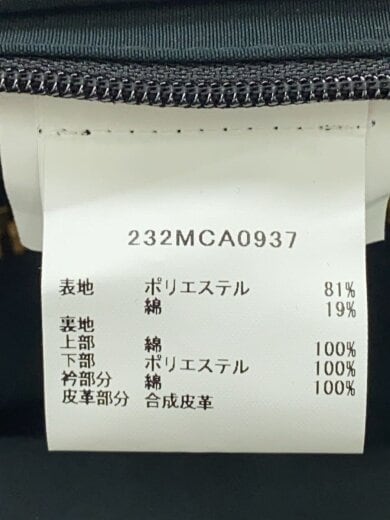 232MCA0937
表地 ポリエステル 81%
綿 19%
裏地
上部 綿 100%
下部 ポリエステル 100%
衿部分 綿 100%
皮革部分 合成皮革